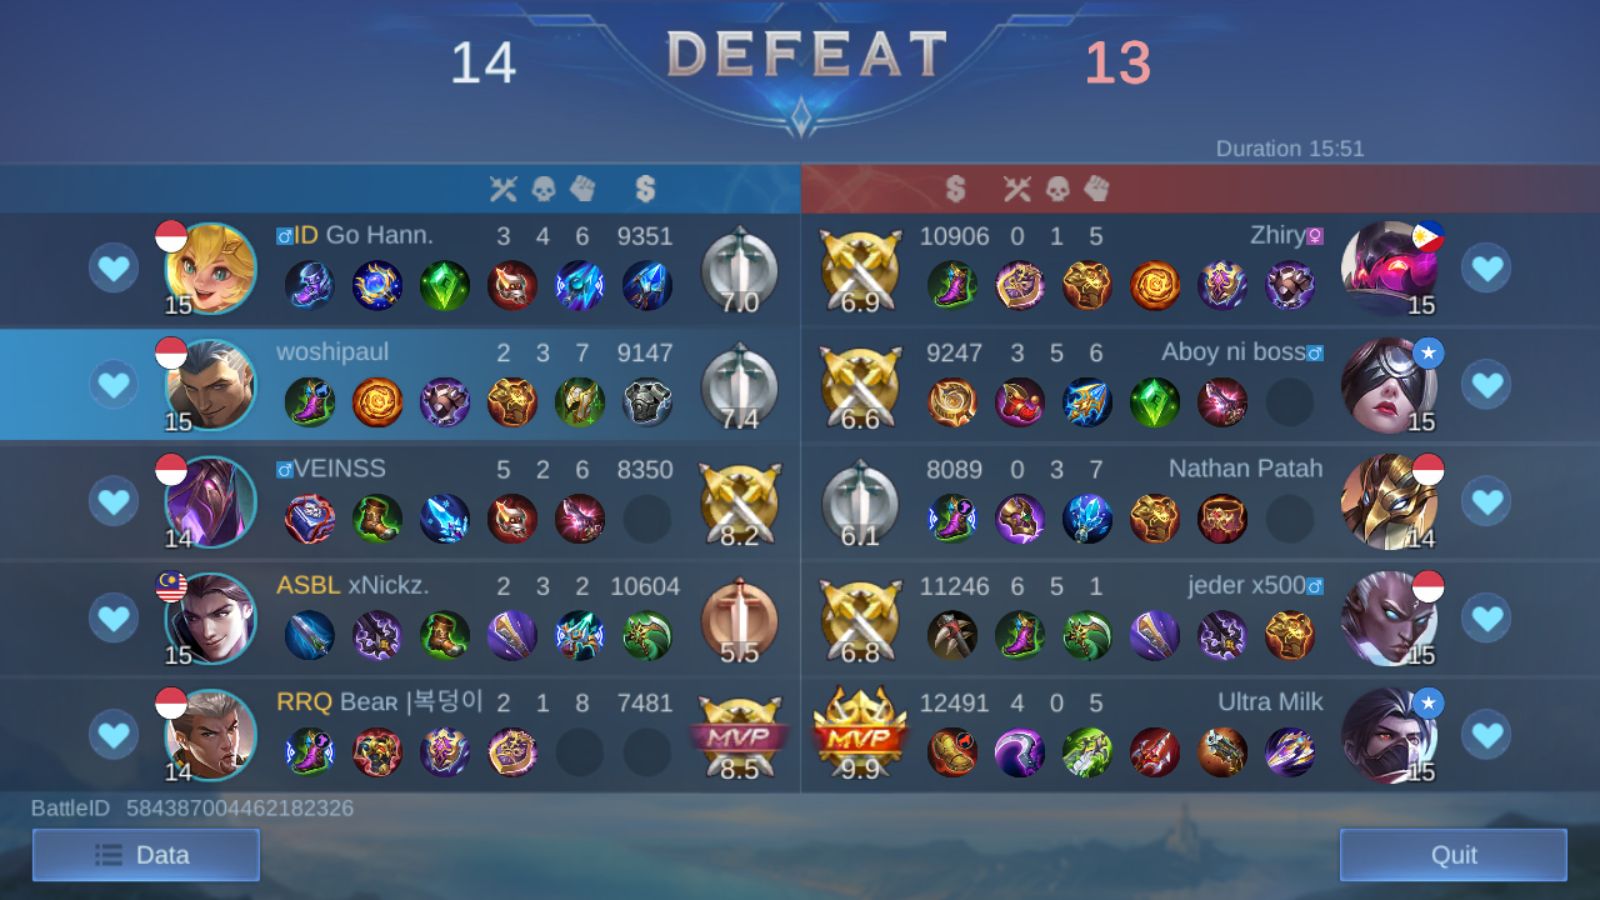 14 DEFEAT 13
Duration 15:51
ID Go Hann. 3 4 6 9351
15 7.0
6.9 10906 0 1 5 Zhiry
15
woshipaul 2 3 7 9147
15 7.4
6.6 9247 3 5 6 Aboy ni boss
15
VEINSS 5 2 6 8350
14 8.2
6.1 8089 0 3 7 Nathan Patah
14
ASBL xNickz. 2 3 2 10604
15 5.5
6.8 11246 6 5 1 jeder x500
15
RRQ Beaʀ |복덩이 2 1 8 7481
14 MVP 8.5
MVP 9.9 12491 4 0 5 Ultra Milk
15
BattleID 584387004462182326
Data
Quit